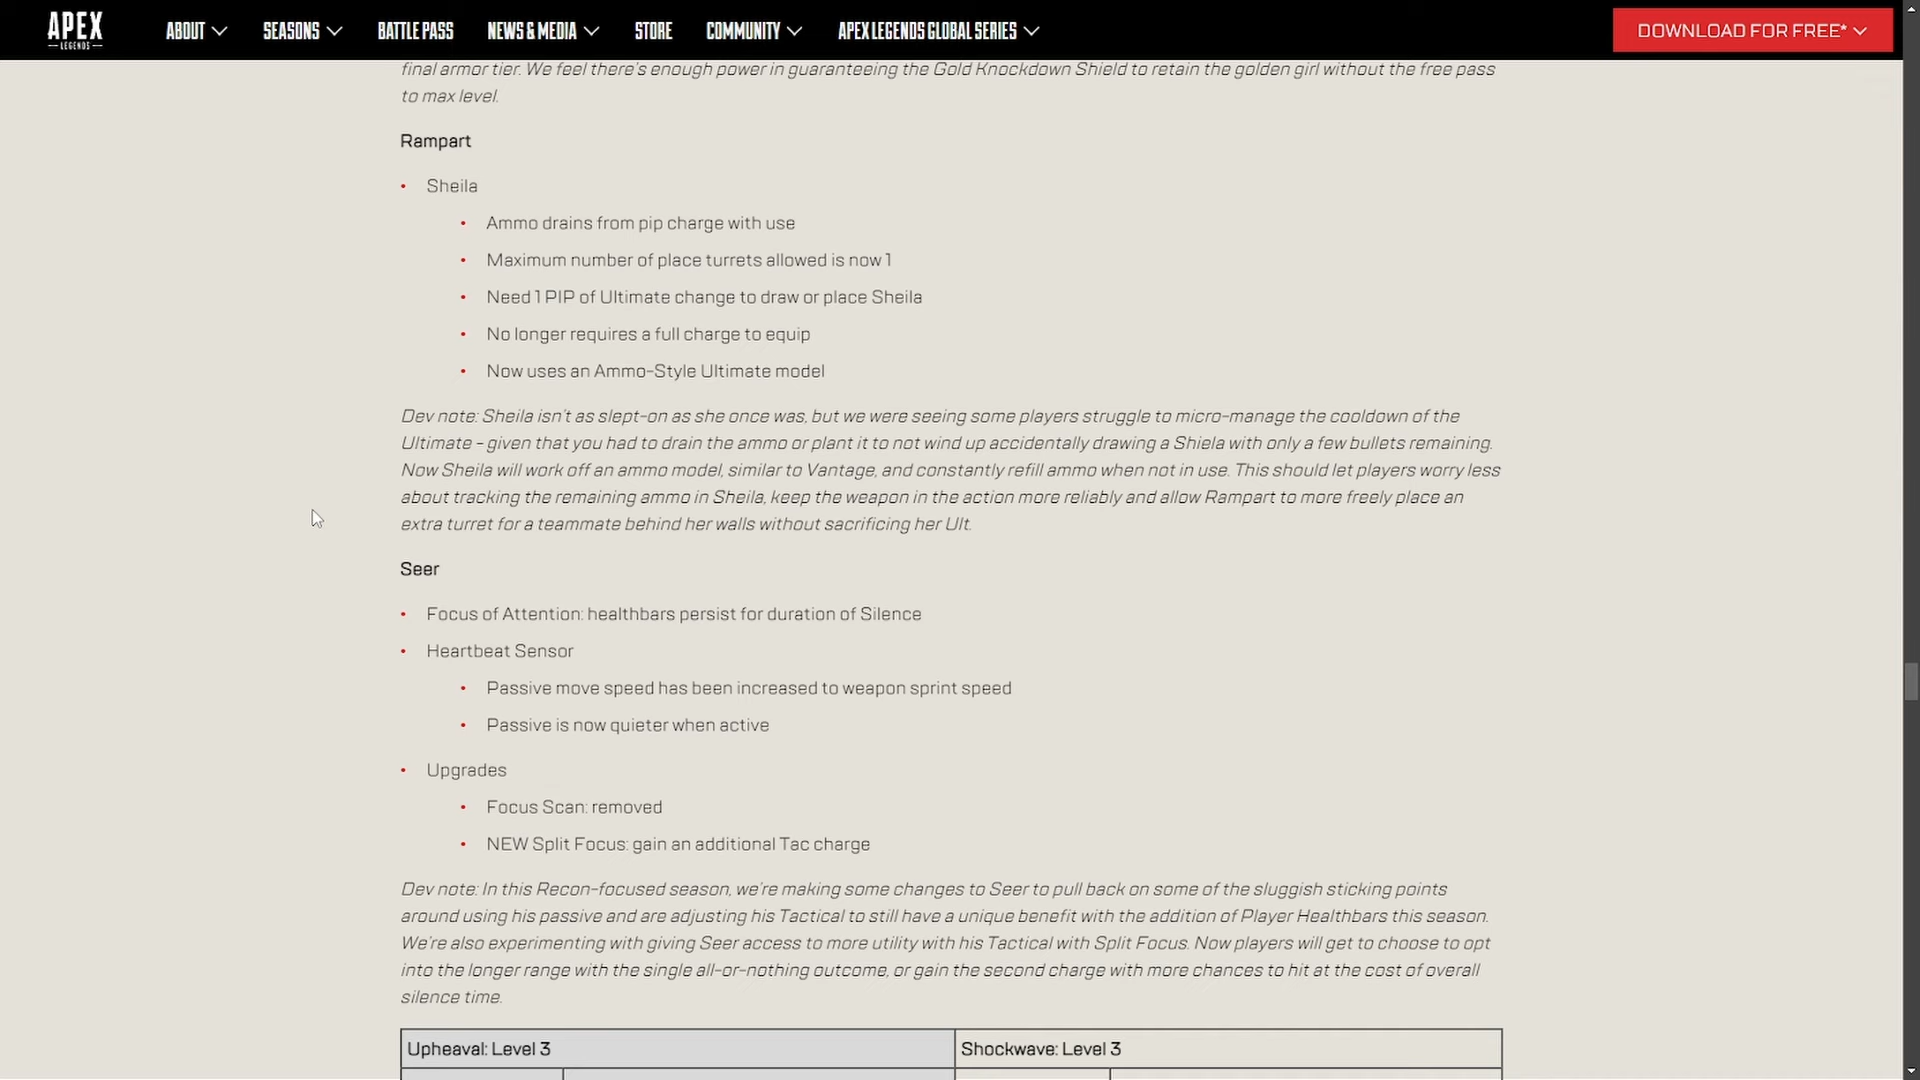 APEX
LEGENDS
ABOUT
SEASONS
BATTLE PASS
NEWS & MEDIA
STORE
COMMUNITY
APEX LEGENDS GLOBAL SERIES
DOWNLOAD FOR FREE*
final armor tier. We feel there's enough power in guaranteeing the Gold Knockdown Shield to retain the golden girl without the free pass
to max level.
Rampart
• Sheila
• Ammo drains from pip charge with use
• Maximum number of place turrets allowed is now 1
• Need 1 PIP of Ultimate change to draw or place Sheila
• No longer requires a full charge to equip
• Now uses an Ammo-Style Ultimate model
Dev note: Sheila isn't as slept-on as she once was, but we were seeing some players struggle to micro-manage the cooldown of the
Ultimate - given that you had to drain the ammo or plant it to not wind up accidentally drawing a Shiela with only a few bullets remaining.
Now Sheila will work off an ammo model, similar to Vantage, and constantly refill ammo when not in use. This should let players worry less
about tracking the remaining ammo in Sheila, keep the weapon in the action more reliably and allow Rampart to more freely place an
extra turret for a teammate behind her walls without sacrificing her Ult.
Seer
• Focus of Attention: healthbars persist for duration of Silence
• Heartbeat Sensor
• Passive move speed has been increased to weapon sprint speed
• Passive is now quieter when active
• Upgrades
• Focus Scan: removed
• NEW Split Focus: gain an additional Tac charge
Dev note: In this Recon-focused season, we're making some changes to Seer to pull back on some of the sluggish sticking points
around using his passive and are adjusting his Tactical to still have a unique benefit with the addition of Player Healthbars this season.
We're also experimenting with giving Seer access to more utility with his Tactical with Split Focus. Now players will get to choose to opt
into the longer range with the single all-or-nothing outcome, or gain the second charge with more chances to hit at the cost of overall
silence time.
Upheaval: Level 3
Shockwave: Level 3